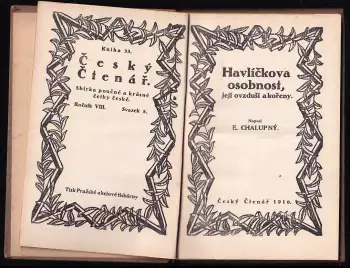 Kniha 33.
Český
Čtenář.
Sbírka poučné a krásné
četby české.
Ročník VIII. Svazek 3.
Tisk Pražské akciové tiskárny
Havlíčkova
osobnost,
její ovzduší a kořeny.
Napsal
E. CHALUPNÝ.
Český Čtenář 1916.